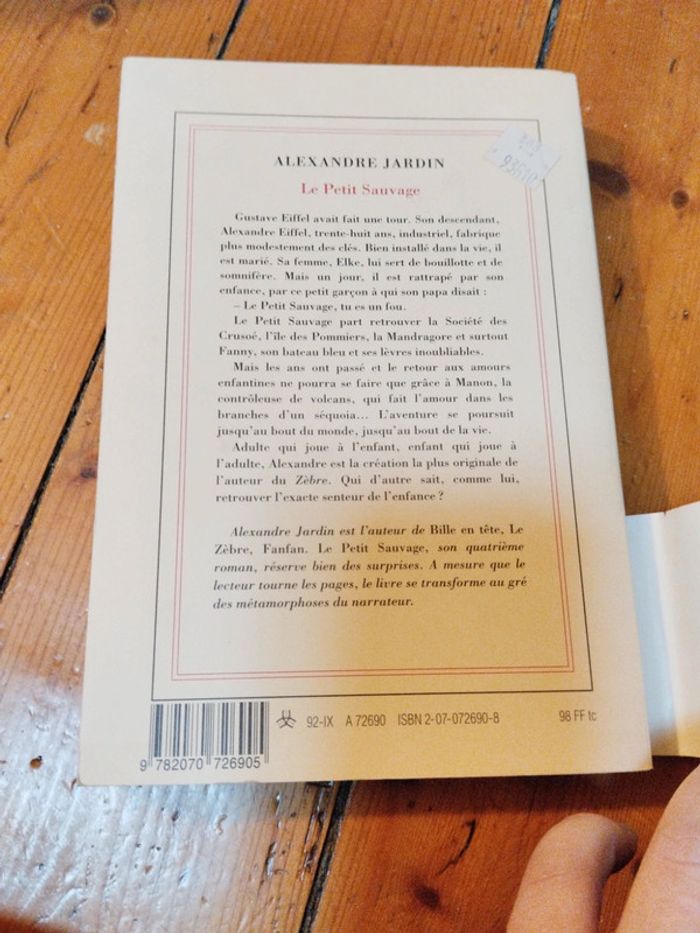 ALEXANDRE JARDIN
Le Petit Sauvage
Gustave Eiffel avait fait une tour. Son descendant,
Alexandre Eiffel, trente-huit ans, industriel, fabrique
plus modestement des clés. Bien installé dans la vie, il
est marié. Sa femme, Elke, lui sert de bouillotte et de
somnifère. Mais un jour, il est rattrapé par son
enfance, par ce petit garçon à qui son papa disait :
– Le Petit Sauvage, tu es un fou.
Le Petit Sauvage part retrouver la Société des
Crusoé, l'île des Pommiers, la Mandragore et surtout
Fanny, son bateau bleu et ses lèvres inoubliables.
Mais les ans ont passé et le retour aux amours
enfantines ne pourra se faire que grâce à Manon, la
contrôleuse de volcans, qui fait l'amour dans les
branches d'un séquoia... L'aventure se poursuit
jusqu'au bout du monde, jusqu'au bout de la vie.
Adulte qui joue à l'enfant, enfant qui joue à
l'adulte, Alexandre est la création la plus originale de
l'auteur du Zèbre. Qui d'autre sait, comme lui,
retrouver l'exacte senteur de l'enfance ?
Alexandre Jardin est l'auteur de Bille en tête, Le
Zèbre, Fanfan. Le Petit Sauvage, son quatrième
roman, réserve bien des surprises. A mesure que le
lecteur tourne les pages, le livre se transforme au gré
des métamorphoses du narrateur.
92-IX A 72690 ISBN 2-07-072690-8 98 FF tc
9 782070 726905